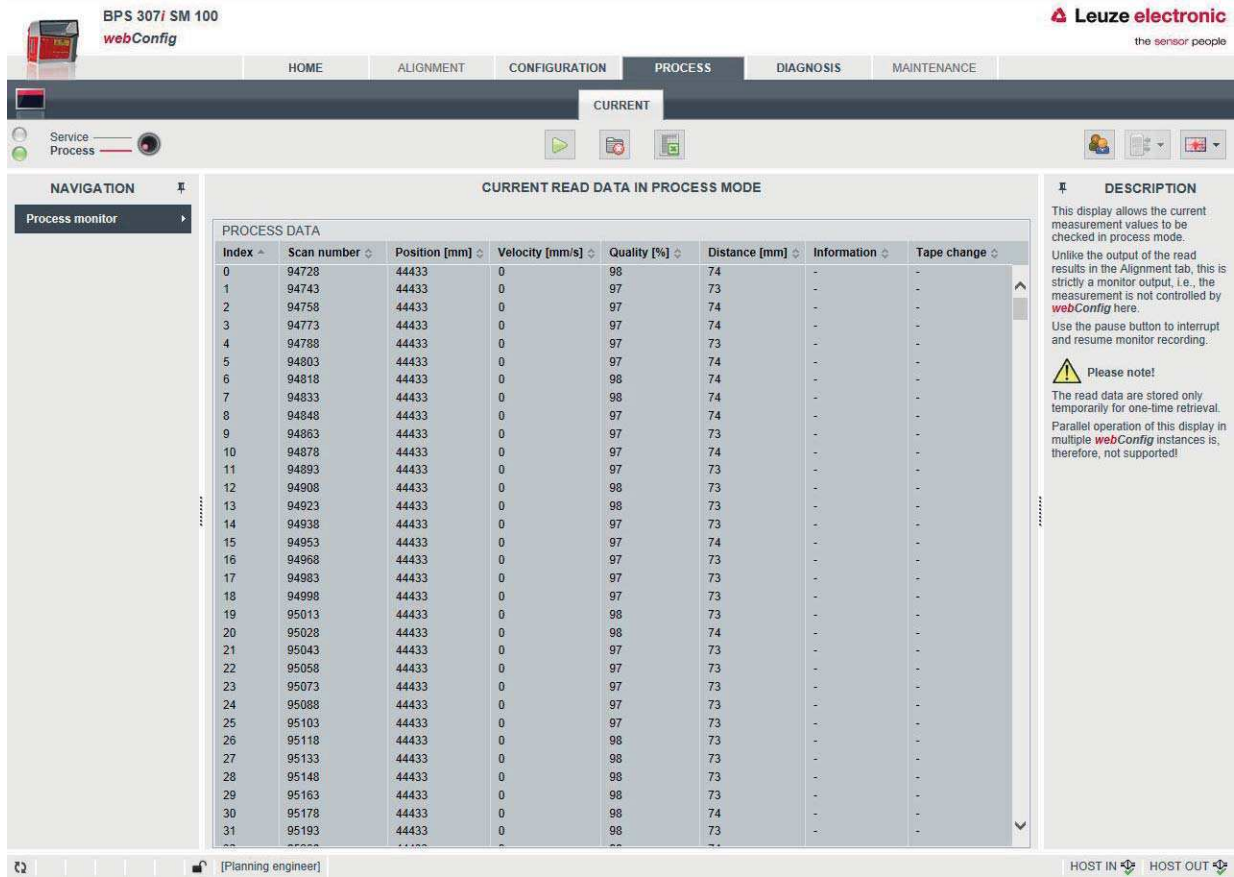 BPS 307i SM 100
webConfig
Leuze electronic
the sensor people
HOME ALIGNMENT CONFIGURATION PROCESS DIAGNOSIS MAINTENANCE
CURRENT
Service
Process
NAVIGATION
Process monitor
CURRENT READ DATA IN PROCESS MODE
PROCESS DATA
Index Scan number Position [mm] Velocity [mm/s] Quality [%] Distance [mm] Information Tape change
0 94728 44433 0 98 74 - -
1 94743 44433 0 97 73 - -
2 94758 44433 0 97 74 - -
3 94773 44433 0 97 74 - -
4 94788 44433 0 97 73 - -
5 94803 44433 0 97 74 - -
6 94818 44433 0 98 74 - -
7 94833 44433 0 98 74 - -
8 94848 44433 0 97 74 - -
9 94863 44433 0 97 73 - -
10 94878 44433 0 97 74 - -
11 94893 44433 0 97 73 - -
12 94908 44433 0 98 73 - -
13 94923 44433 0 98 73 - -
14 94938 44433 0 97 73 - -
15 94953 44433 0 97 74 - -
16 94968 44433 0 97 73 - -
17 94983 44433 0 97 73 - -
18 94998 44433 0 97 73 - -
19 95013 44433 0 98 73 - -
20 95028 44433 0 98 74 - -
21 95043 44433 0 97 73 - -
22 95058 44433 0 97 73 - -
23 95073 44433 0 97 73 - -
24 95088 44433 0 97 73 - -
25 95103 44433 0 97 73 - -
26 95118 44433 0 98 73 - -
27 95133 44433 0 98 73 - -
28 95148 44433 0 98 73 - -
29 95163 44433 0 98 73 - -
30 95178 44433 0 98 74 - -
31 95193 44433 0 98 73 - -
DESCRIPTION
This display allows the current
measurement values to be
checked in process mode.
Unlike the output of the read
results in the Alignment tab, this is
strictly a monitor output, i.e., the
measurement is not controlled by
webConfig here.
Use the pause button to interrupt
and resume monitor recording.
Please note!
The read data are stored only
temporarily for one-time retrieval.
Parallel operation of this display in
multiple webConfig instances is,
therefore, not supported!
[Planning engineer]
HOST IN HOST OUT